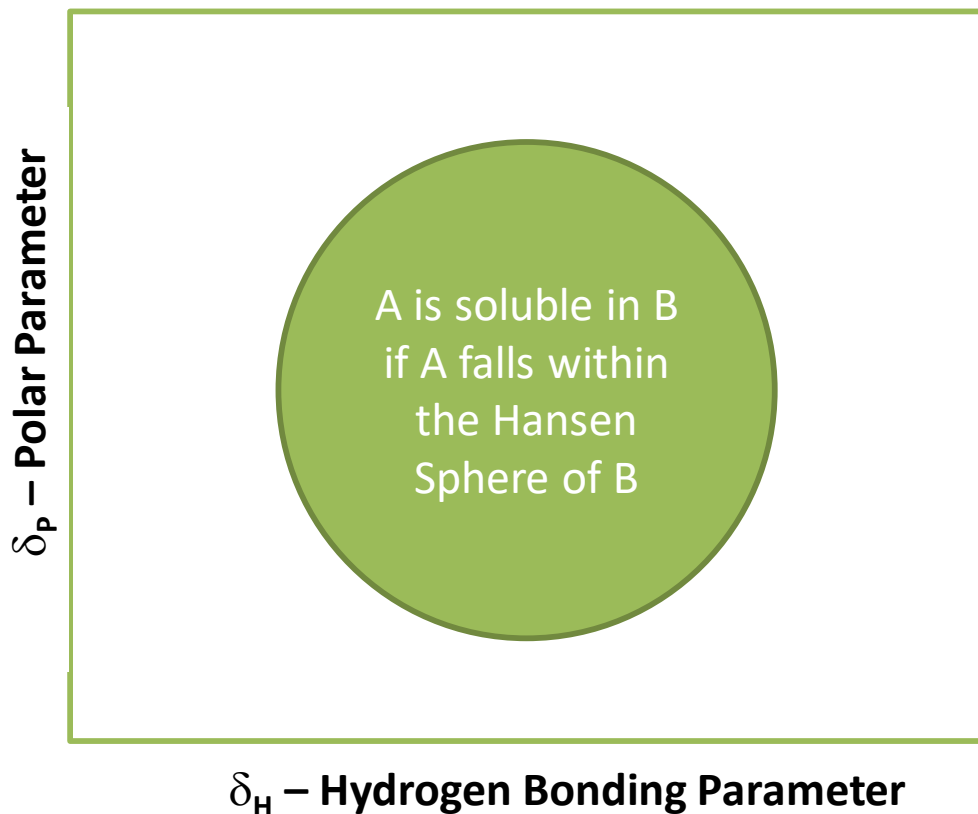 δP – Polar Parameter
A is soluble in B
if A falls within
the Hansen
Sphere of B
δH – Hydrogen Bonding Parameter